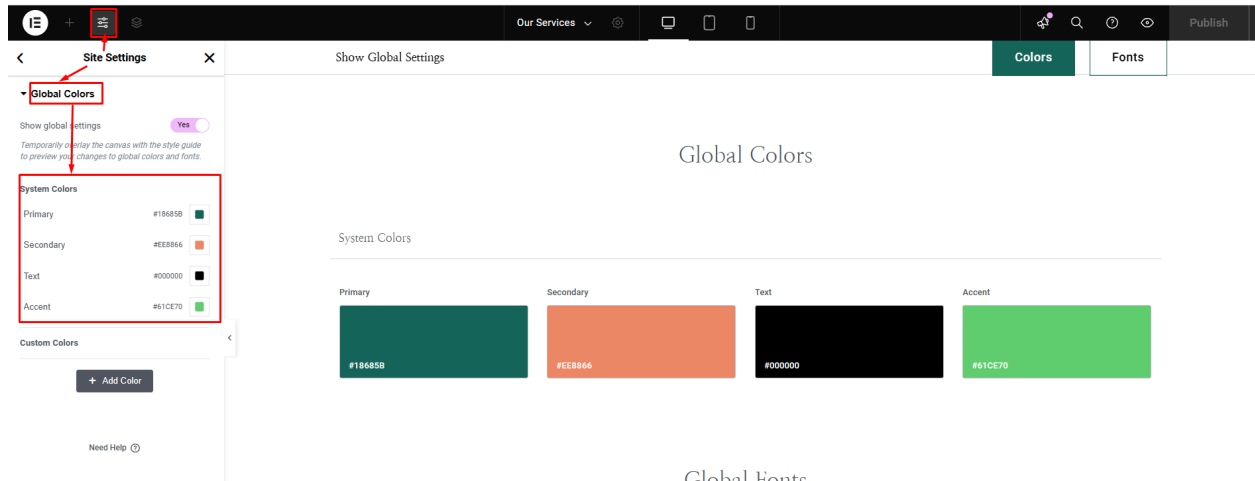 Our Services
Publish
Site Settings
Global Colors
Show global settings
Yes
Temporarily overlay the canvas with the style guide
to preview your changes to global colors and fonts.
System Colors
Primary
#18685B
Secondary
#EE8866
Text
#000000
Accent
#61CE70
Custom Colors
+ Add Color
Need Help
Show Global Settings
Colors
Fonts
Global Colors
System Colors
Primary
Secondary
Text
Accent
#18685B
#EE8866
#000000
#61CE70
Global Fonts